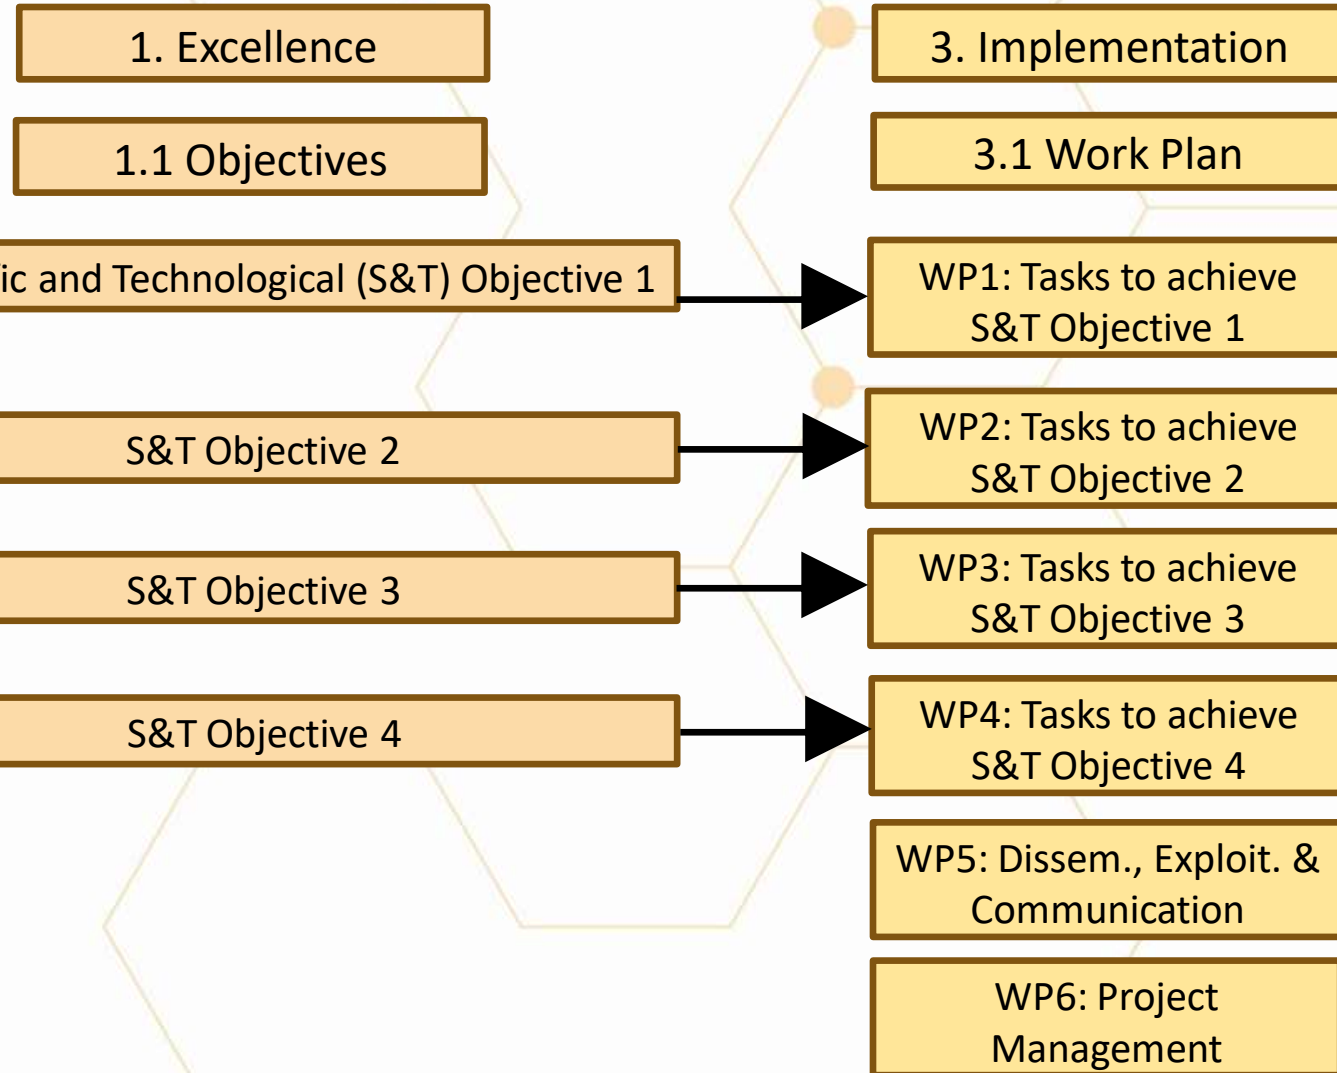 1. Excellence
1.1 Objectives
and Technological (S&T) Objective 1
S&T Objective 2
S&T Objective 3
S&T Objective 4
3. Implementation
3.1 Work Plan
WP1: Tasks to achieve
S&T Objective 1
WP2: Tasks to achieve
S&T Objective 2
WP3: Tasks to achieve
S&T Objective 3
WP4: Tasks to achieve
S&T Objective 4
WP5: Dissem., Exploit. &
Communication
WP6: Project
Management